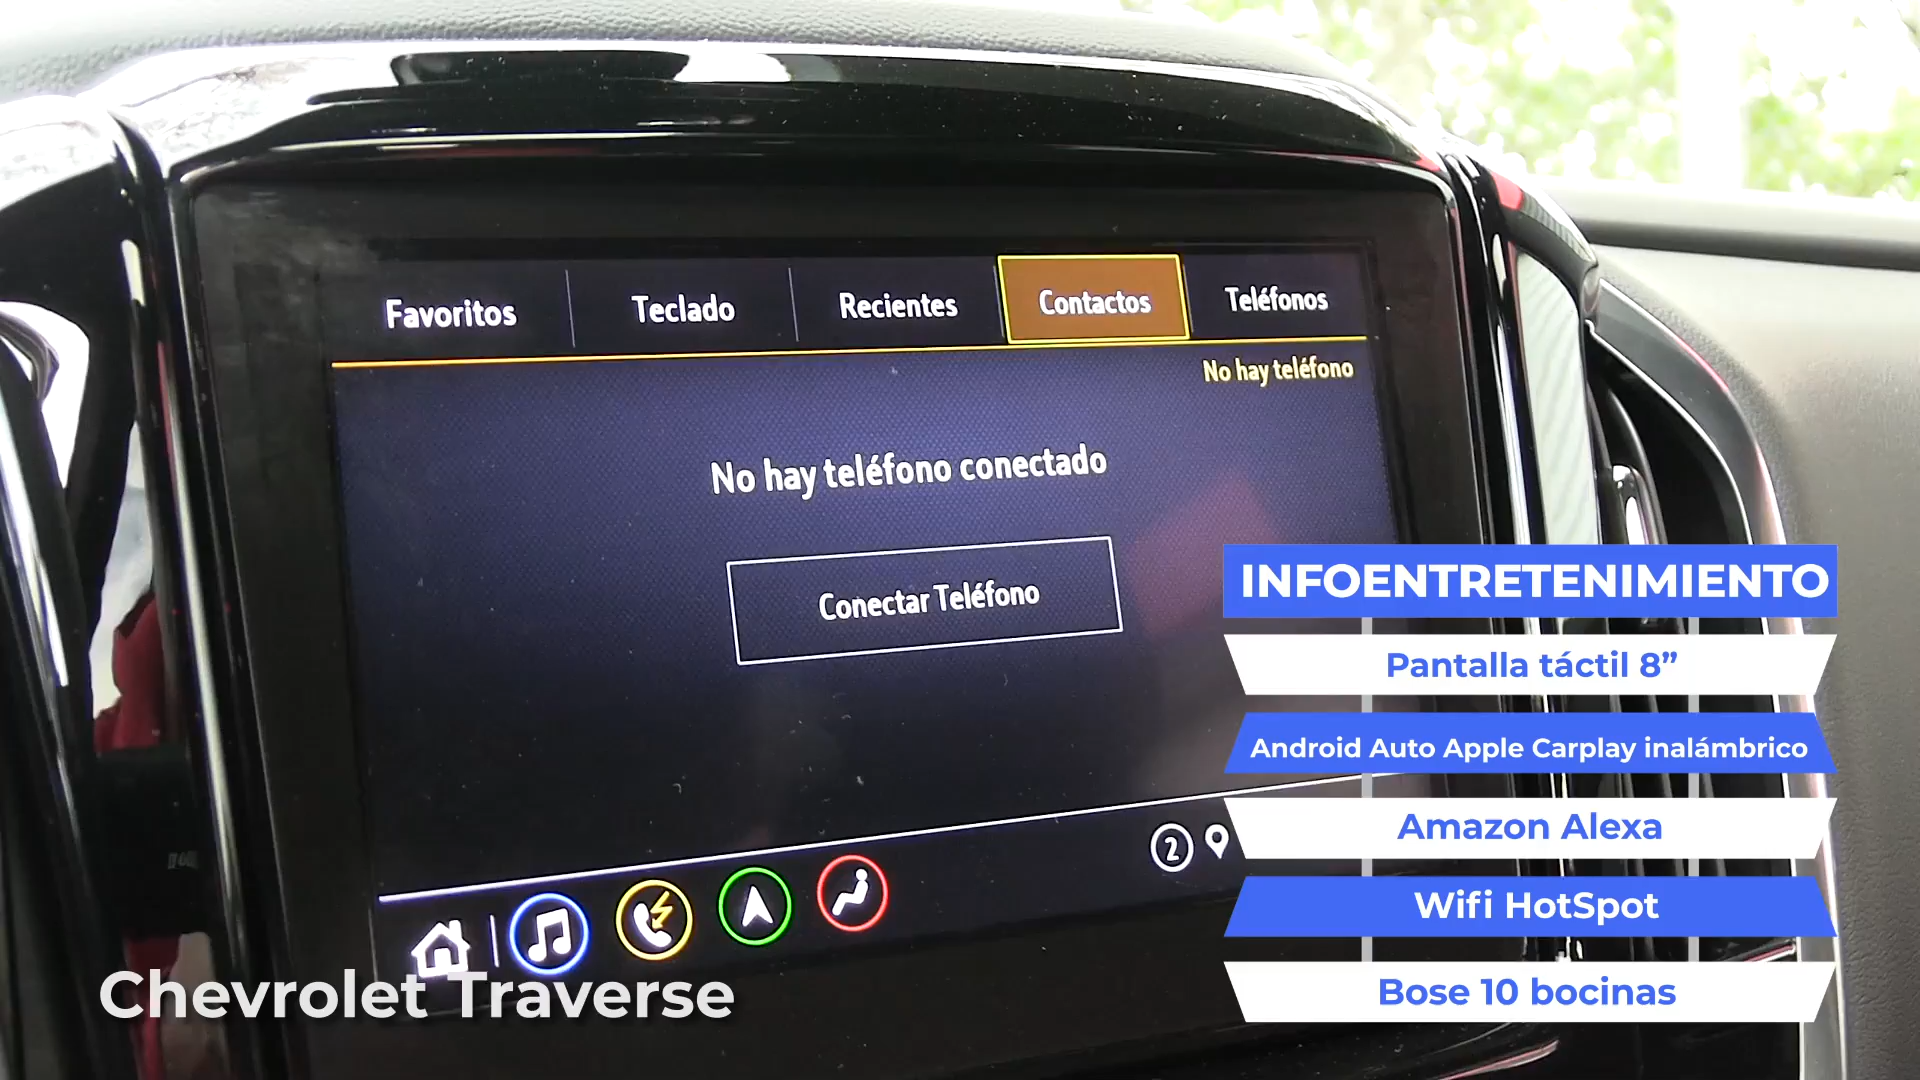 Favoritos
Teclado
Recientes
Contactos
Teléfonos
No hay teléfono
No hay teléfono conectado
Conectar Teléfono
2
Chevrolet Traverse
INFOENTRETENIMIENTO
Pantalla táctil 8”
Android Auto Apple Carplay inalámbrico
Amazon Alexa
Wifi HotSpot
Bose 10 bocinas